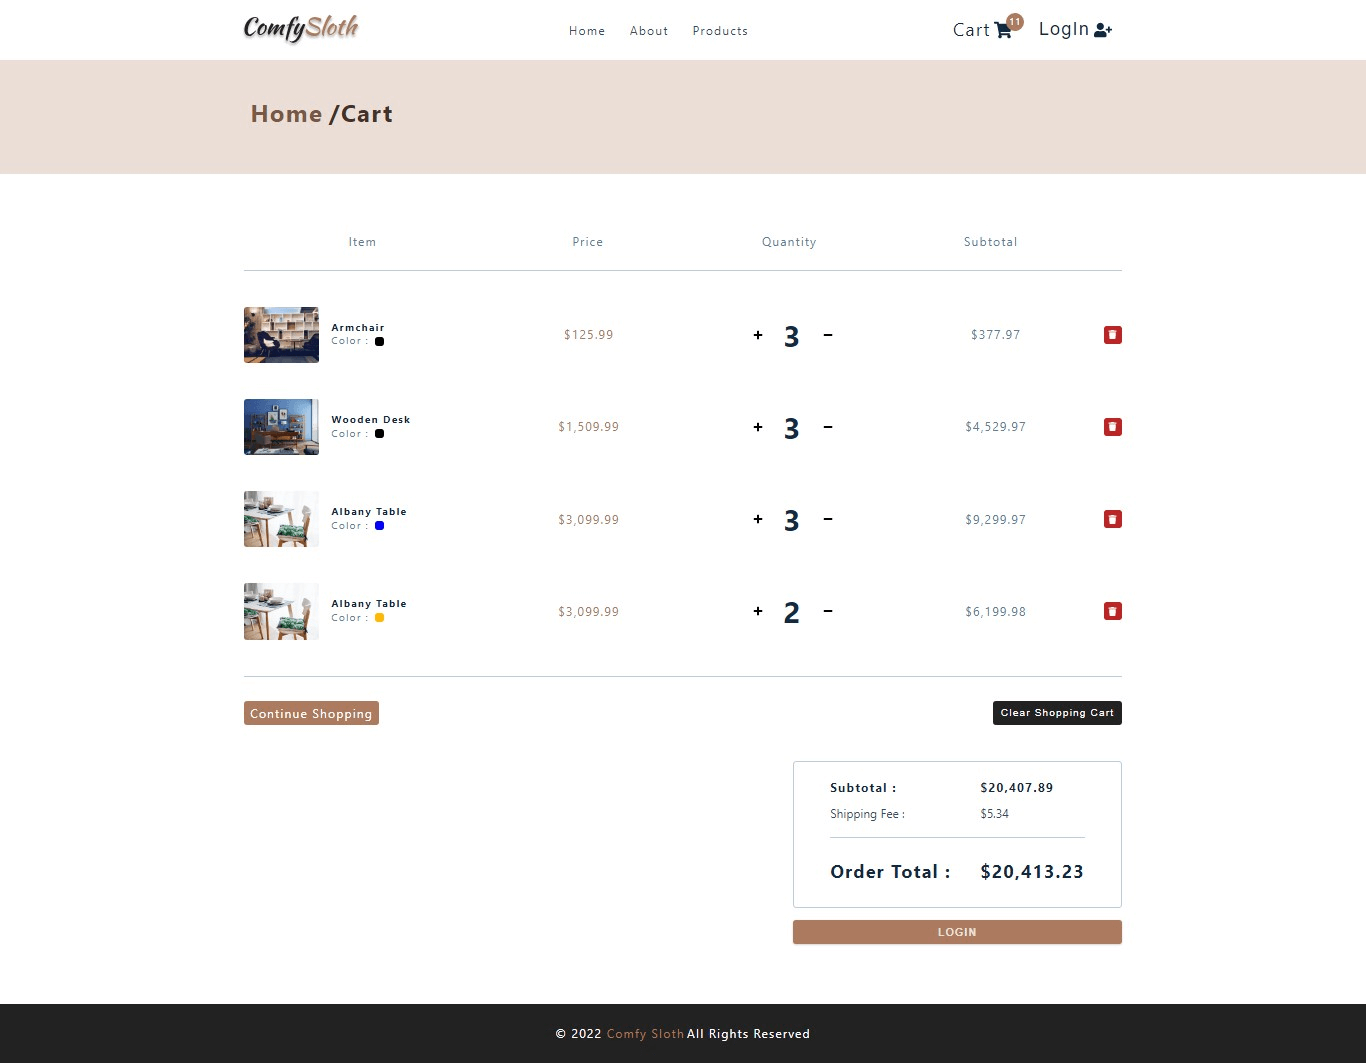 ComfySloth Home About Products Cart 11 LogIn
Home /Cart
Item Price Quantity Subtotal
Armchair
Color :
$125.99 + 3 − $377.97
Wooden Desk
Color :
$1,509.99 + 3 − $4,529.97
Albany Table
Color :
$3,099.99 + 3 − $9,299.97
Albany Table
Color :
$3,099.99 + 2 − $6,199.98
Continue Shopping Clear Shopping Cart
Subtotal : $20,407.89
Shipping Fee : $5.34
Order Total : $20,413.23
LOGIN
© 2022 Comfy Sloth All Rights Reserved